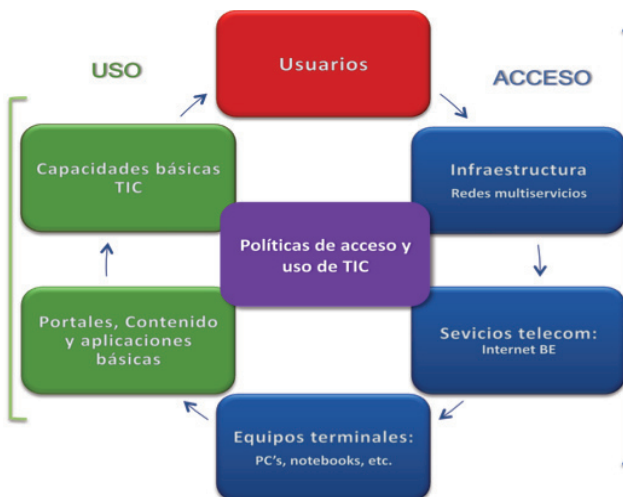 USO
Usuarios
ACCESO
Capacidades básicas
TIC
Infraestructura
Redes multiservicios
Políticas de acceso y
uso de TIC
Portales, Contenido
y aplicaciones
básicas
Sevicios telecom:
Internet BE
Equipos terminales:
PC's, notebooks, etc.